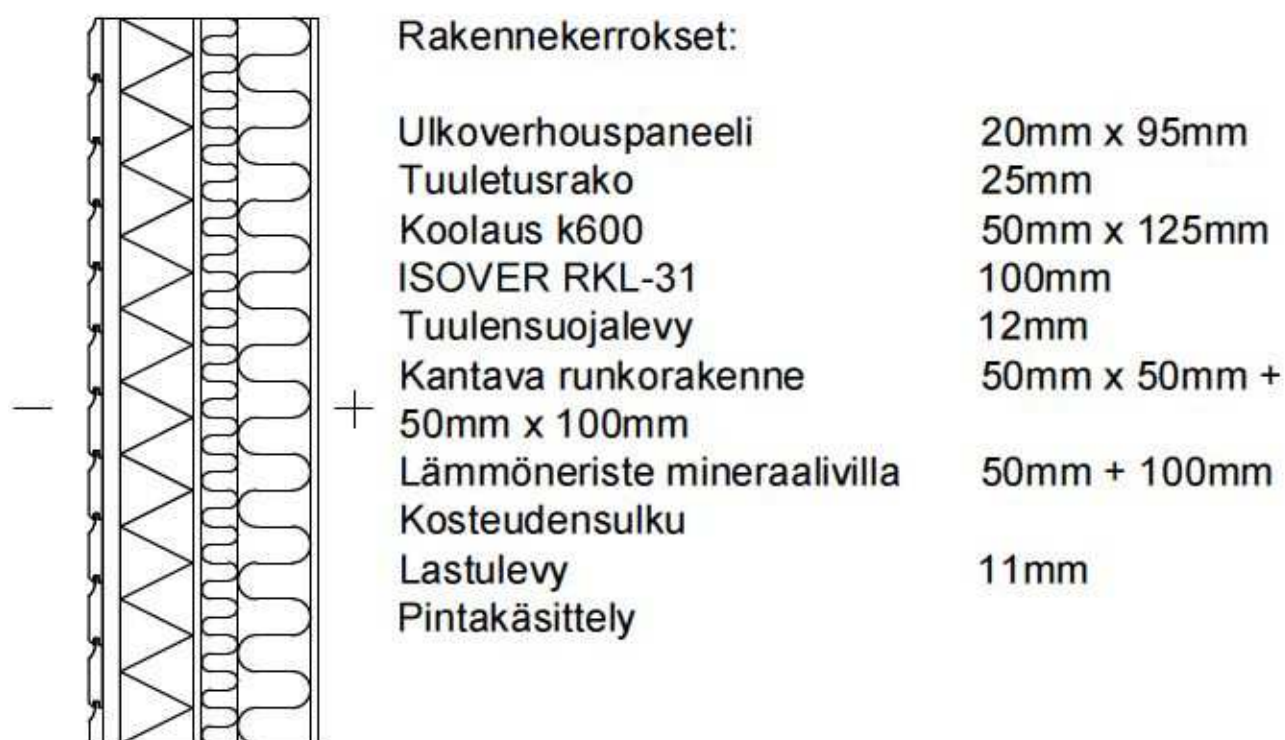 Rakennekerrokset:
Ulkoverhouspaneeli 20mm x 95mm
Tuuletusrako 25mm
Koolaus k600 50mm x 125mm
ISOVER RKL-31 100mm
Tuulensuojalevy 12mm
Kantava runkorakenne 50mm x 50mm +
50mm x 100mm
Lämmöneriste mineraalivilla 50mm + 100mm
Kosteudensulku
Lastulevy 11mm
Pintakäsittely